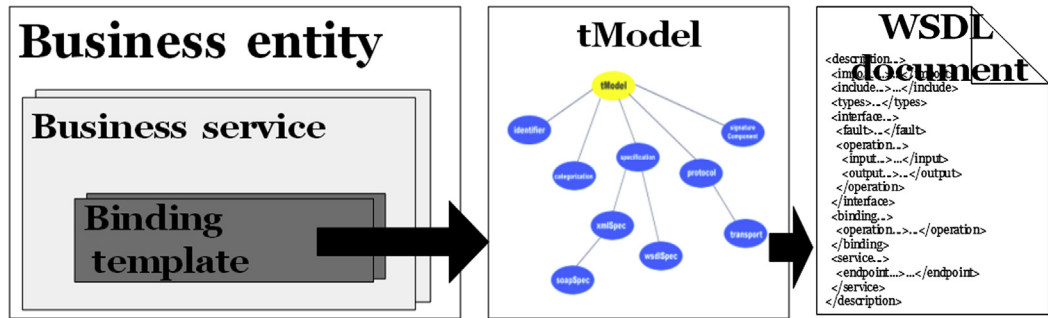 Business entity
Business service
Binding
template
tModel
tModel
identifier
signature
Component
categorization
specification
protocol
xmlSpec
transport
wsdlSpec
soapSpec
WSDL
document
<description...>
<import...>...</import>
<include...>...</include>
<types>...</types>
<interface...>
<fault>...</fault>
<operation...>
<input...>...</input>
<output...>...</output>
</operation>
</interface>
<binding...>
<operation...>...</operation>
</binding>
<service...>
<endpoint...>...</endpoint>
</service>
</description>